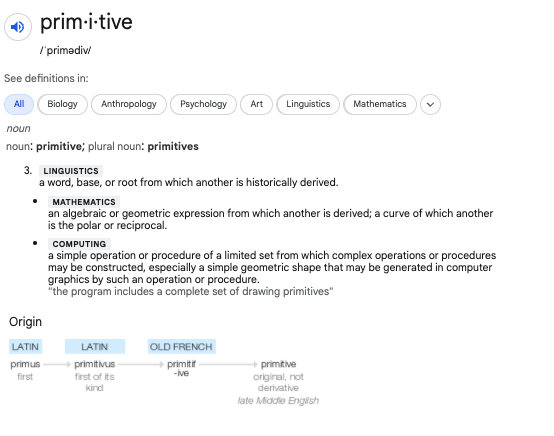 prim·i·tive
/ˈprimədiv/
See definitions in:
All Biology Anthropology Psychology Art Linguistics Mathematics
noun
noun: primitive; plural noun: primitives
3. LINGUISTICS
a word, base, or root from which another is historically derived.
• MATHEMATICS
an algebraic or geometric expression from which another is derived; a curve of which another
is the polar or reciprocal.
• COMPUTING
a simple operation or procedure of a limited set from which complex operations or procedures
may be constructed, especially a simple geometric shape that may be generated in computer
graphics by such an operation or procedure.
"the program includes a complete set of drawing primitives"
Origin
LATIN LATIN OLD FRENCH
primus primitivus primitif primitive
first first of its -ive original, not
kind derivative
late Middle English